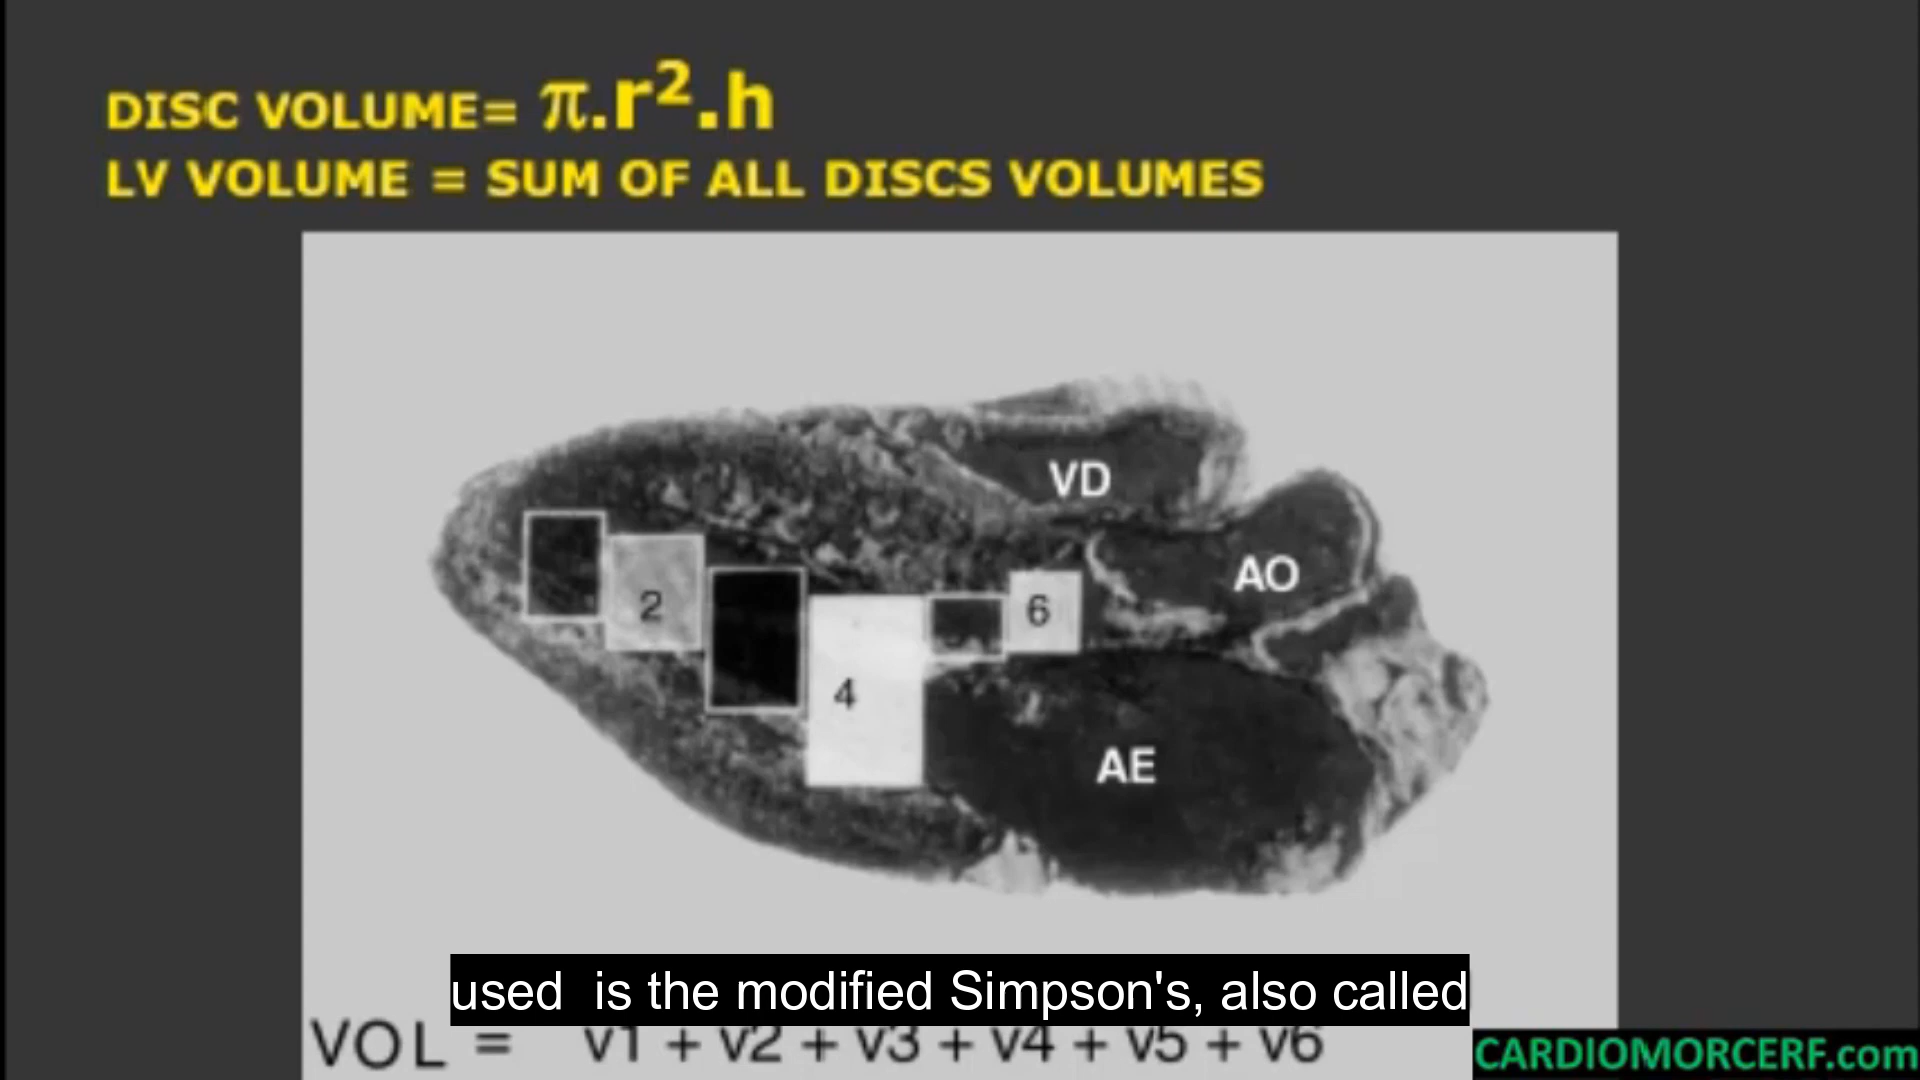 DISC VOLUME= π.r².h
LV VOLUME = SUM OF ALL DISCS VOLUMES
VD
AO
2
6
4
AE
used  is the modified Simpson's, also called
VOL = v1 + v2 + v3 + v4 + v5 + v6
CARDIOMORCERF.com